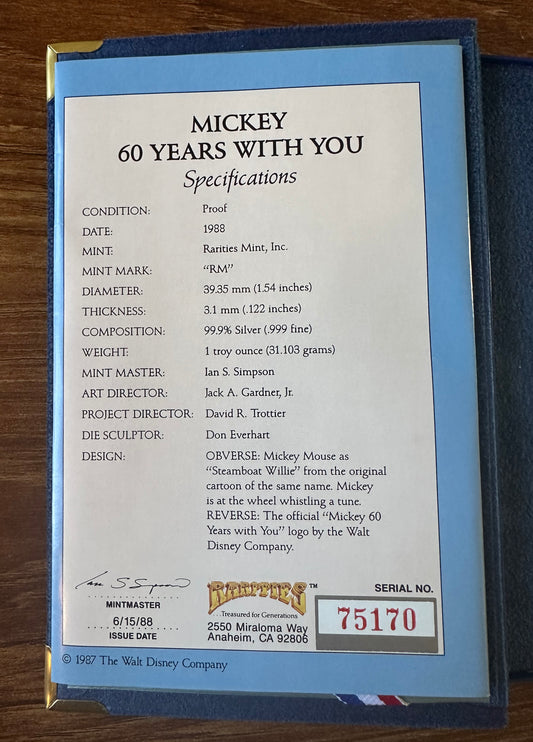 MICKEY
60 YEARS WITH YOU
Specifications
CONDITION: Proof
DATE: 1988
MINT: Rarities Mint, Inc.
MINT MARK: “RM”
DIAMETER: 39.35 mm (1.54 inches)
THICKNESS: 3.1 mm (.122 inches)
COMPOSITION: 99.9% Silver (.999 fine)
WEIGHT: 1 troy ounce (31.103 grams)
MINT MASTER: Ian S. Simpson
ART DIRECTOR: Jack A. Gardner, Jr.
PROJECT DIRECTOR: David R. Trottier
DIE SCULPTOR: Don Everhart
DESIGN: OBVERSE: Mickey Mouse as
“Steamboat Willie” from the original
cartoon of the same name. Mickey
is at the wheel whistling a tune.
REVERSE: The official “Mickey 60
Years with You” logo by the Walt
Disney Company.
Ian S Simpson
MINTMASTER
6/15/88
ISSUE DATE
RARITIES™
...Treasured for Generations
2550 Miraloma Way
Anaheim, CA 92806
SERIAL NO.
75170
© 1987 The Walt Disney Company